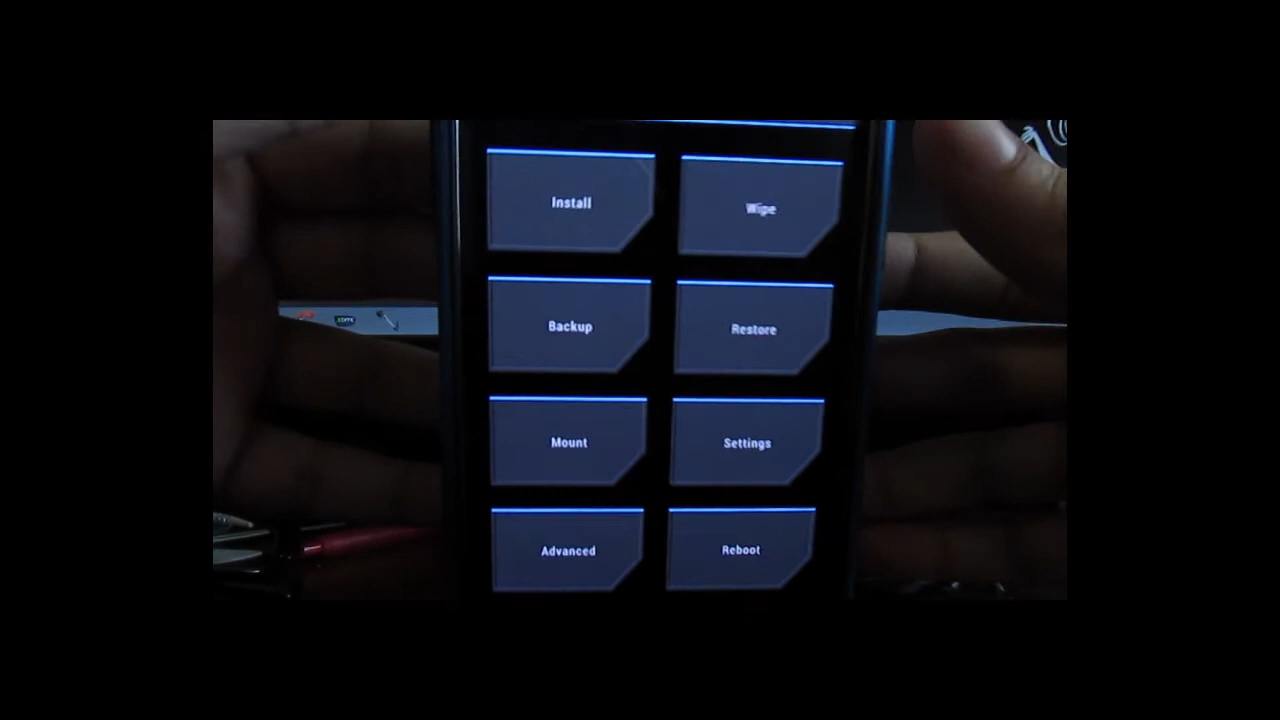 Install
Wipe
Backup
Restore
Mount
Settings
Advanced
Reboot